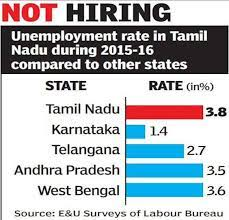 NOT HIRING
Unemployment rate in Tamil
Nadu during 2015-16
compared to other states
STATE RATE (in%)
Tamil Nadu 3.8
Karnataka 1.4
Telangana 2.7
Andhra Pradesh 3.5
West Bengal 3.6
Source: E&U Surveys of Labour Bureau